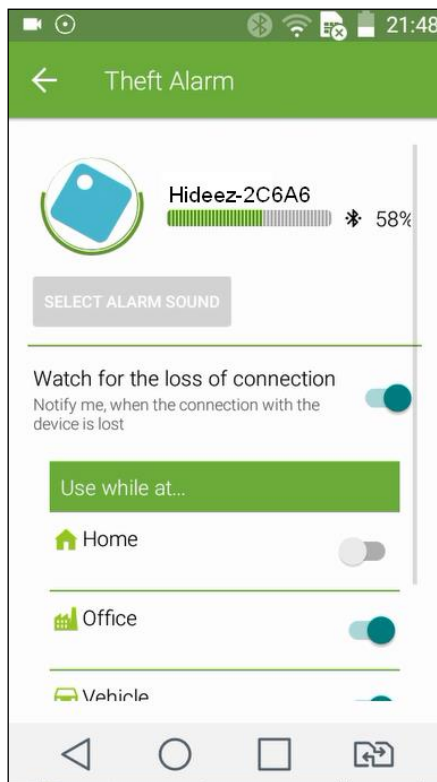 21:48
Theft Alarm
Hideez-2C6A6
58%
SELECT ALARM SOUND
Watch for the loss of connection
Notify me, when the connection with the
device is lost
Use while at...
Home
Office
Vehicle